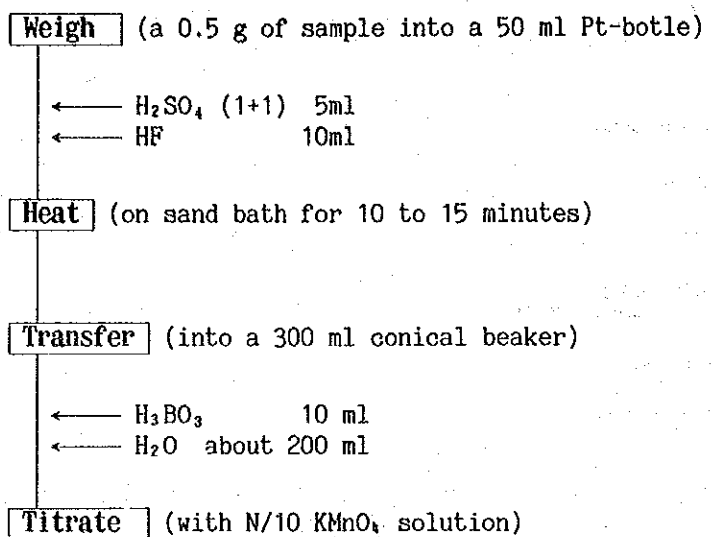 Weigh (a 0.5 g of sample into a 50 ml Pt-botle)
← H₂SO₄ (1+1) 5ml
← HF 10ml
Heat (on sand bath for 10 to 15 minutes)
Transfer (into a 300 ml conical beaker)
← H₃BO₃ 10 ml
← H₂O about 200 ml
Titrate (with N/10 KMnO₄ solution)